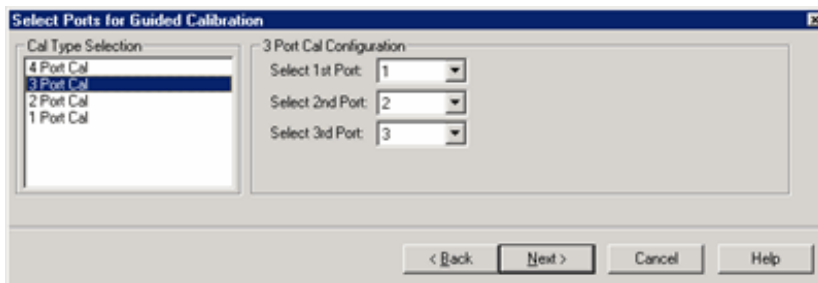 Select Ports for Guided Calibration
Cal Type Selection
4 Port Cal
3 Port Cal
2 Port Cal
1 Port Cal
3 Port Cal Configuration
Select 1st Port: 1
Select 2nd Port: 2
Select 3rd Port: 3
< Back
Next >
Cancel
Help